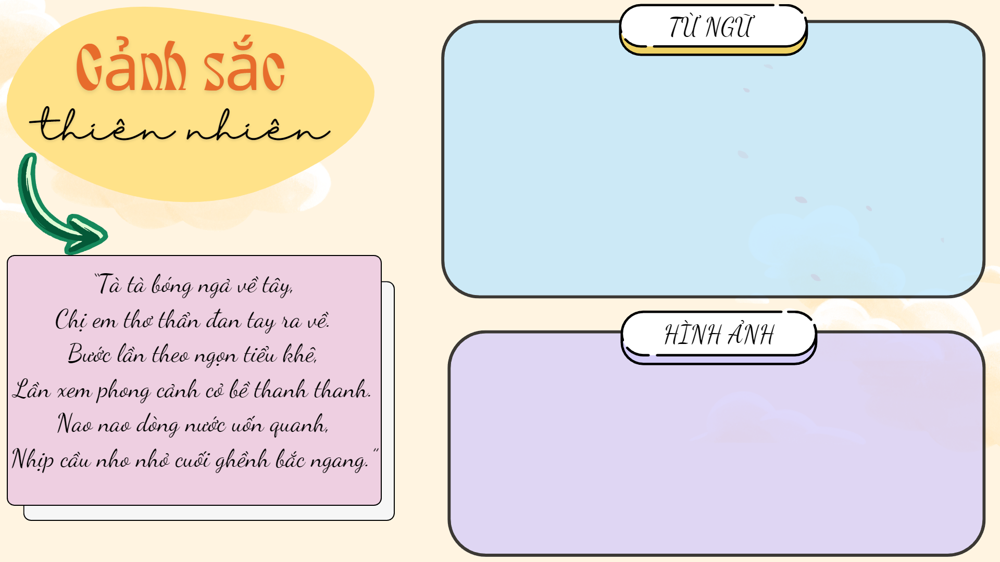 Cảnh sắc
thiên nhiên
“Tà tà bóng ngả về tây,
Chị em thơ thẩn đan tay ra về.
Bước lần theo ngọn tiểu khê,
Lần xem phong cảnh có bề thanh thanh.
Nao nao dòng nước uốn quanh,
Nhịp cầu nho nhỏ cuối ghềnh bắc ngang.”
TỪ NGỮ
HÌNH ẢNH